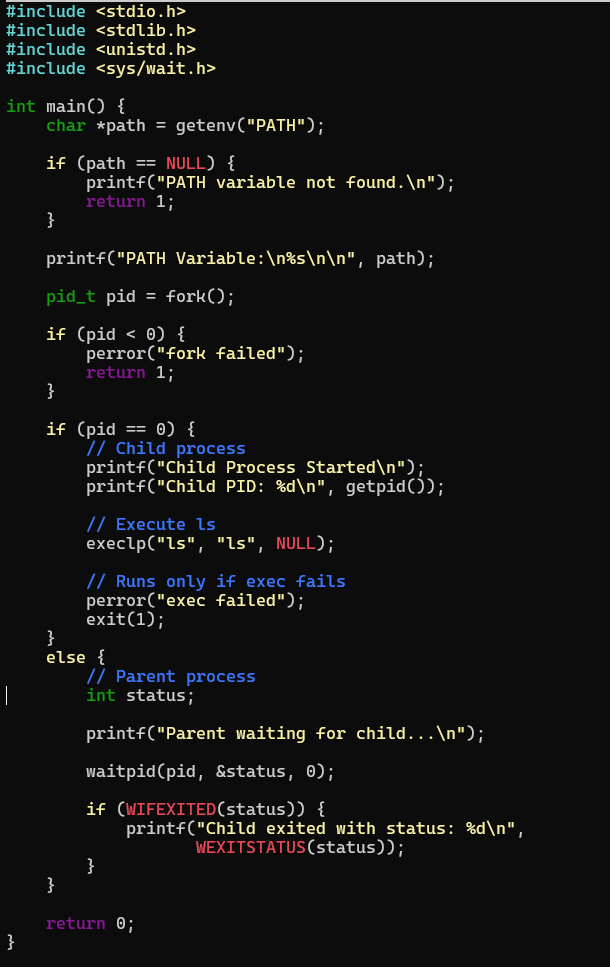 #include <stdio.h>
#include <stdlib.h>
#include <unistd.h>
#include <sys/wait.h>

int main() {
    char *path = getenv("PATH");

    if (path == NULL) {
        printf("PATH variable not found.\n");
        return 1;
    }

    printf("PATH Variable:\n%s\n\n", path);

    pid_t pid = fork();

    if (pid < 0) {
        perror("fork failed");
        return 1;
    }

    if (pid == 0) {
        // Child process
        printf("Child Process Started\n");
        printf("Child PID: %d\n", getpid());

        // Execute ls
        execlp("ls", "ls", NULL);

        // Runs only if exec fails
        perror("exec failed");
        exit(1);
    }
    else {
        // Parent process
        int status;

        printf("Parent waiting for child...\n");

        waitpid(pid, &status, 0);

        if (WIFEXITED(status)) {
            printf("Child exited with status: %d\n",
                   WEXITSTATUS(status));
        }
    }

    return 0;
}